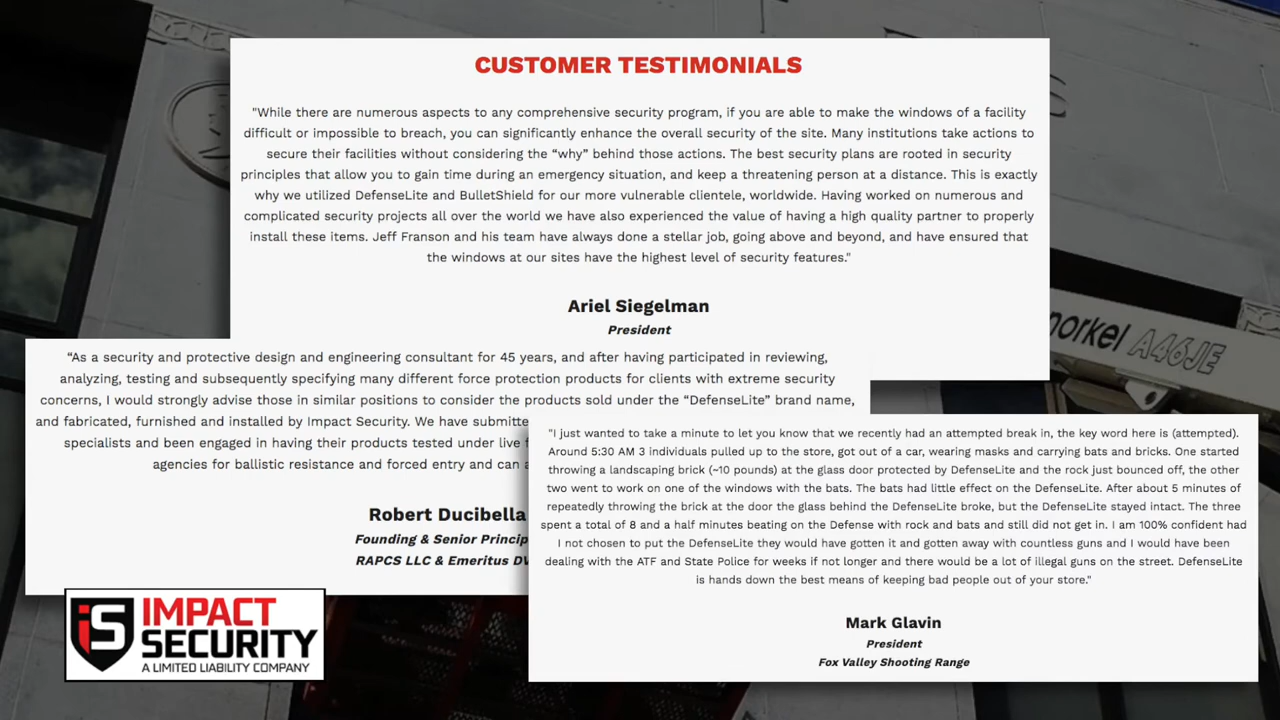 CUSTOMER TESTIMONIALS
"While there are numerous aspects to any comprehensive security program, if you are able to make the windows of a facility
difficult or impossible to breach, you can significantly enhance the overall security of the site. Many institutions take actions to
secure their facilities without considering the “why” behind those actions. The best security plans are rooted in security
principles that allow you to gain time during an emergency situation, and keep a threatening person at a distance. This is exactly
why we utilized DefenseLite and BulletShield for our more vulnerable clientele, worldwide. Having worked on numerous and
complicated security projects all over the world we have also experienced the value of having a high quality partner to properly
install these items. Jeff Franson and his team have always done a stellar job, going above and beyond, and have ensured that
the windows at our sites have the highest level of security features."
Ariel Siegelman
President
norkel A46JE
“As a security and protective design and engineering consultant for 45 years, and after having participated in reviewing,
analyzing, testing and subsequently specifying many different force protection products for clients with extreme security
concerns, I would strongly advise those in similar positions to consider the products sold under the “DefenseLite” brand name,
and fabricated, furnished and installed by Impact Security. We have submitte
specialists and been engaged in having their products tested under live f
agencies for ballistic resistance and forced entry and can a
Robert Ducibella
Founding & Senior Princip
RAPCS LLC & Emeritus DV
"I just wanted to take a minute to let you know that we recently had an attempted break in, the key word here is (attempted).
Around 5:30 AM 3 individuals pulled up to the store, got out of a car, wearing masks and carrying bats and bricks. One started
throwing a landscaping brick (~10 pounds) at the glass door protected by DefenseLite and the rock just bounced off, the other
two went to work on one of the windows with the bats. The bats had little effect on the DefenseLite. After about 5 minutes of
repeatedly throwing the brick at the door the glass behind the DefenseLite broke, but the DefenseLite stayed intact. The three
spent a total of 8 and a half minutes beating on the Defense with rock and bats and still did not get in. I am 100% confident had
I not chosen to put the DefenseLite they would have gotten it and gotten away with countless guns and I would have been
dealing with the ATF and State Police for weeks if not longer and there would be a lot of illegal guns on the street. DefenseLite
is hands down the best means of keeping bad people out of your store."
Mark Glavin
President
Fox Valley Shooting Range
iS IMPACT
SECURITY
A LIMITED LIABILITY COMPANY